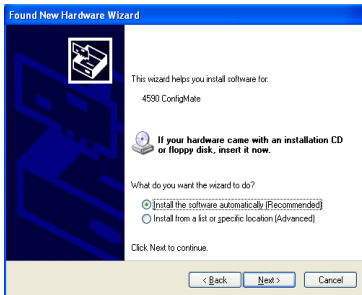 Found New Hardware Wizard
This wizard helps you install software for:
4590 ConfigMate
If your hardware came with an installation CD
or floppy disk, insert it now.
What do you want the wizard to do?
Install the software automatically (Recommended)
Install from a list or specific location (Advanced)
Click Next to continue.
< Back Next > Cancel